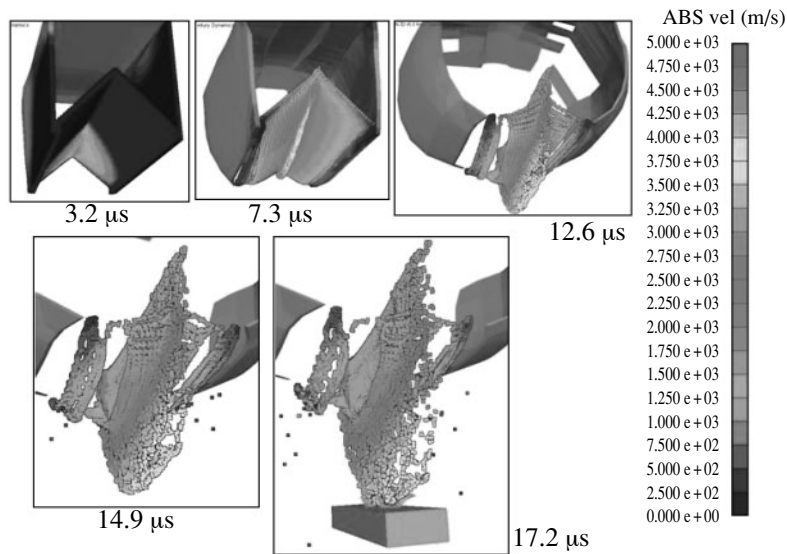 ABS vel (m/s)
5.000 e + 03
4.750 e + 03
4.500 e + 03
4.250 e + 03
4.000 e + 03
3.750 e + 03
3.500 e + 03
3.250 e + 03
3.000 e + 03
2.750 e + 03
2.500 e + 03
2.250 e + 03
2.000 e + 03
1.750 e + 03
1.500 e + 03
1.250 e + 03
1.000 e + 03
7.500 e + 02
5.000 e + 02
2.500 e + 02
0.000 e + 00
3.2 μs
7.3 μs
12.6 μs
14.9 μs
17.2 μs